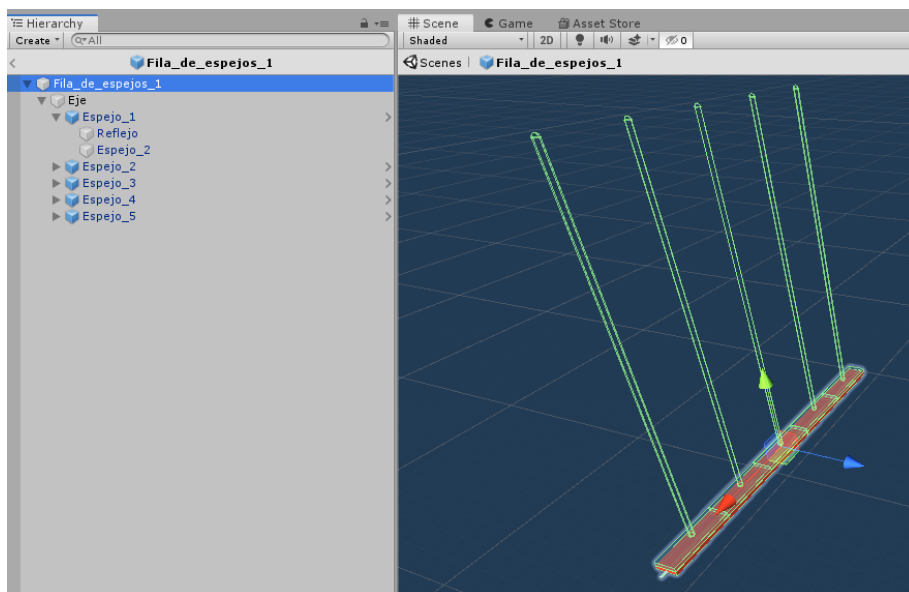 Hierarchy
Create
All
Fila_de_espejos_1
Fila_de_espejos_1
Eje
Espejo_1
Reflejo
Espejo_2
Espejo_2
Espejo_3
Espejo_4
Espejo_5
Scene Game Asset Store
Shaded 2D 0
Scenes Fila_de_espejos_1